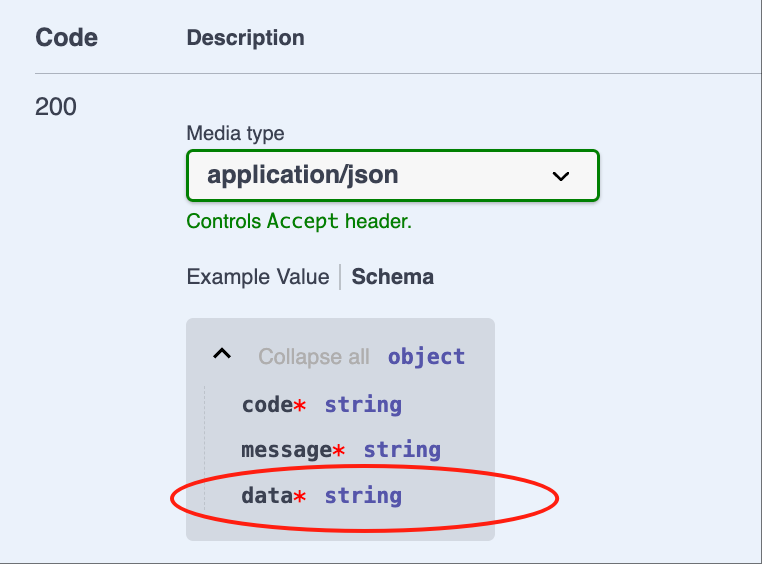 Code Description
200
Media type
application/json
Controls Accept header.
Example Value Schema
Collapse all object
code* string
message* string
data* string